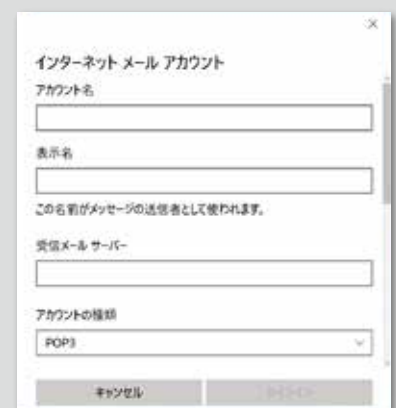 インターネット メール アカウント
アカウント名
表示名
この名前がメッセージの送信者として使われます。
受信メール サーバー
アカウントの種類
POP3
キャンセル